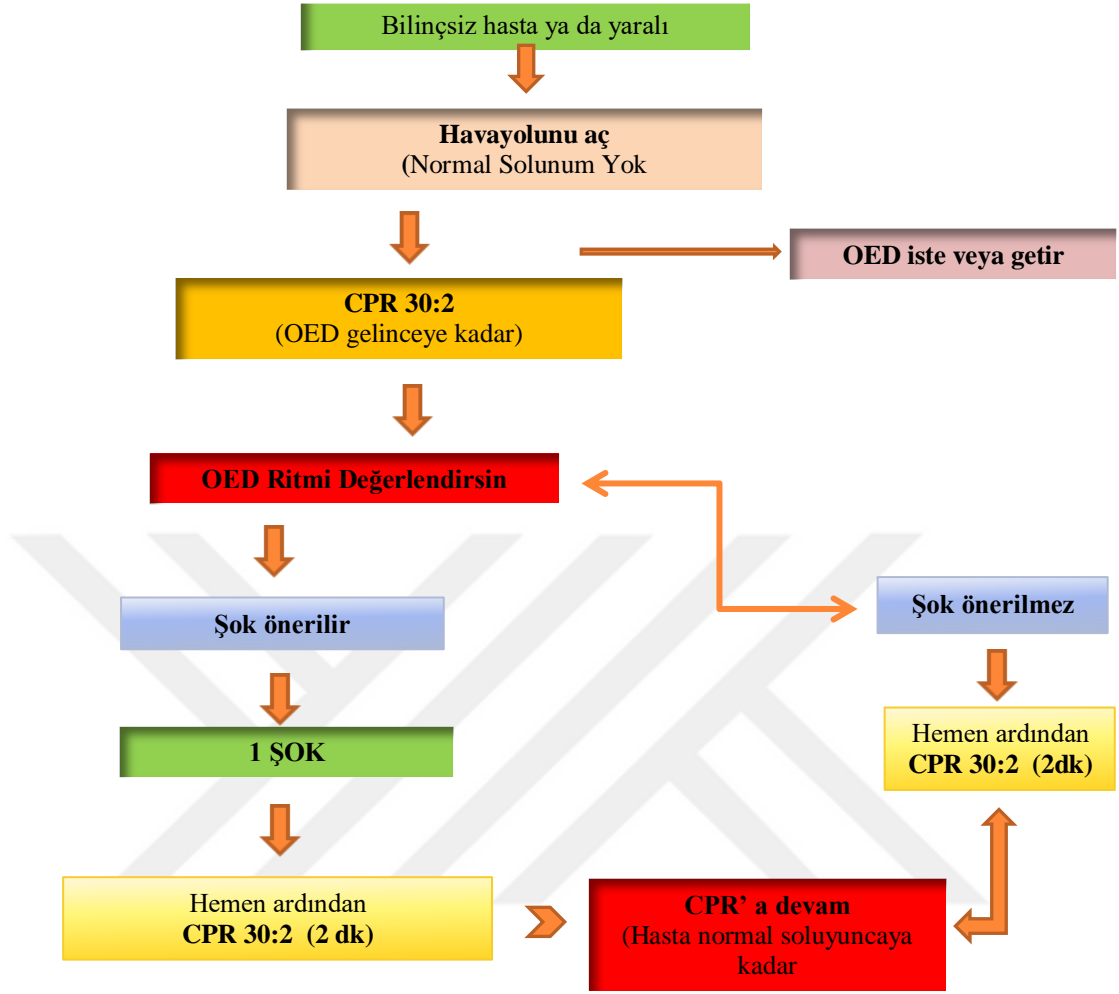 Bilinçsiz hasta ya da yaralı
Havayolunu aç
(Normal Solunum Yok
OED iste veya getir
CPR 30:2
(OED gelinceye kadar)
OED Ritmi Değerlendirsin
Şok önerilir
Şok önerilmez
1 ŞOK
Hemen ardından
CPR 30:2 (2dk)
Hemen ardından
CPR 30:2 (2 dk)
CPR’ a devam
(Hasta normal soluyuncaya
kadar